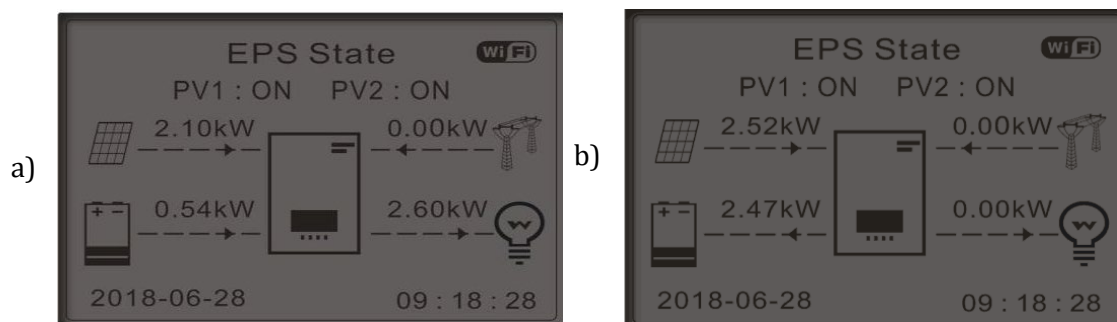 a)
EPS State WiFi
PV1 : ON PV2 : ON
2.10kW 0.00kW
+ −
0.54kW 2.60kW
2018-06-28 09 : 18 : 28
b)
EPS State WiFi
PV1 : ON PV2 : ON
2.52kW 0.00kW
+ −
2.47kW 0.00kW
2018-06-28 09 : 18 : 28